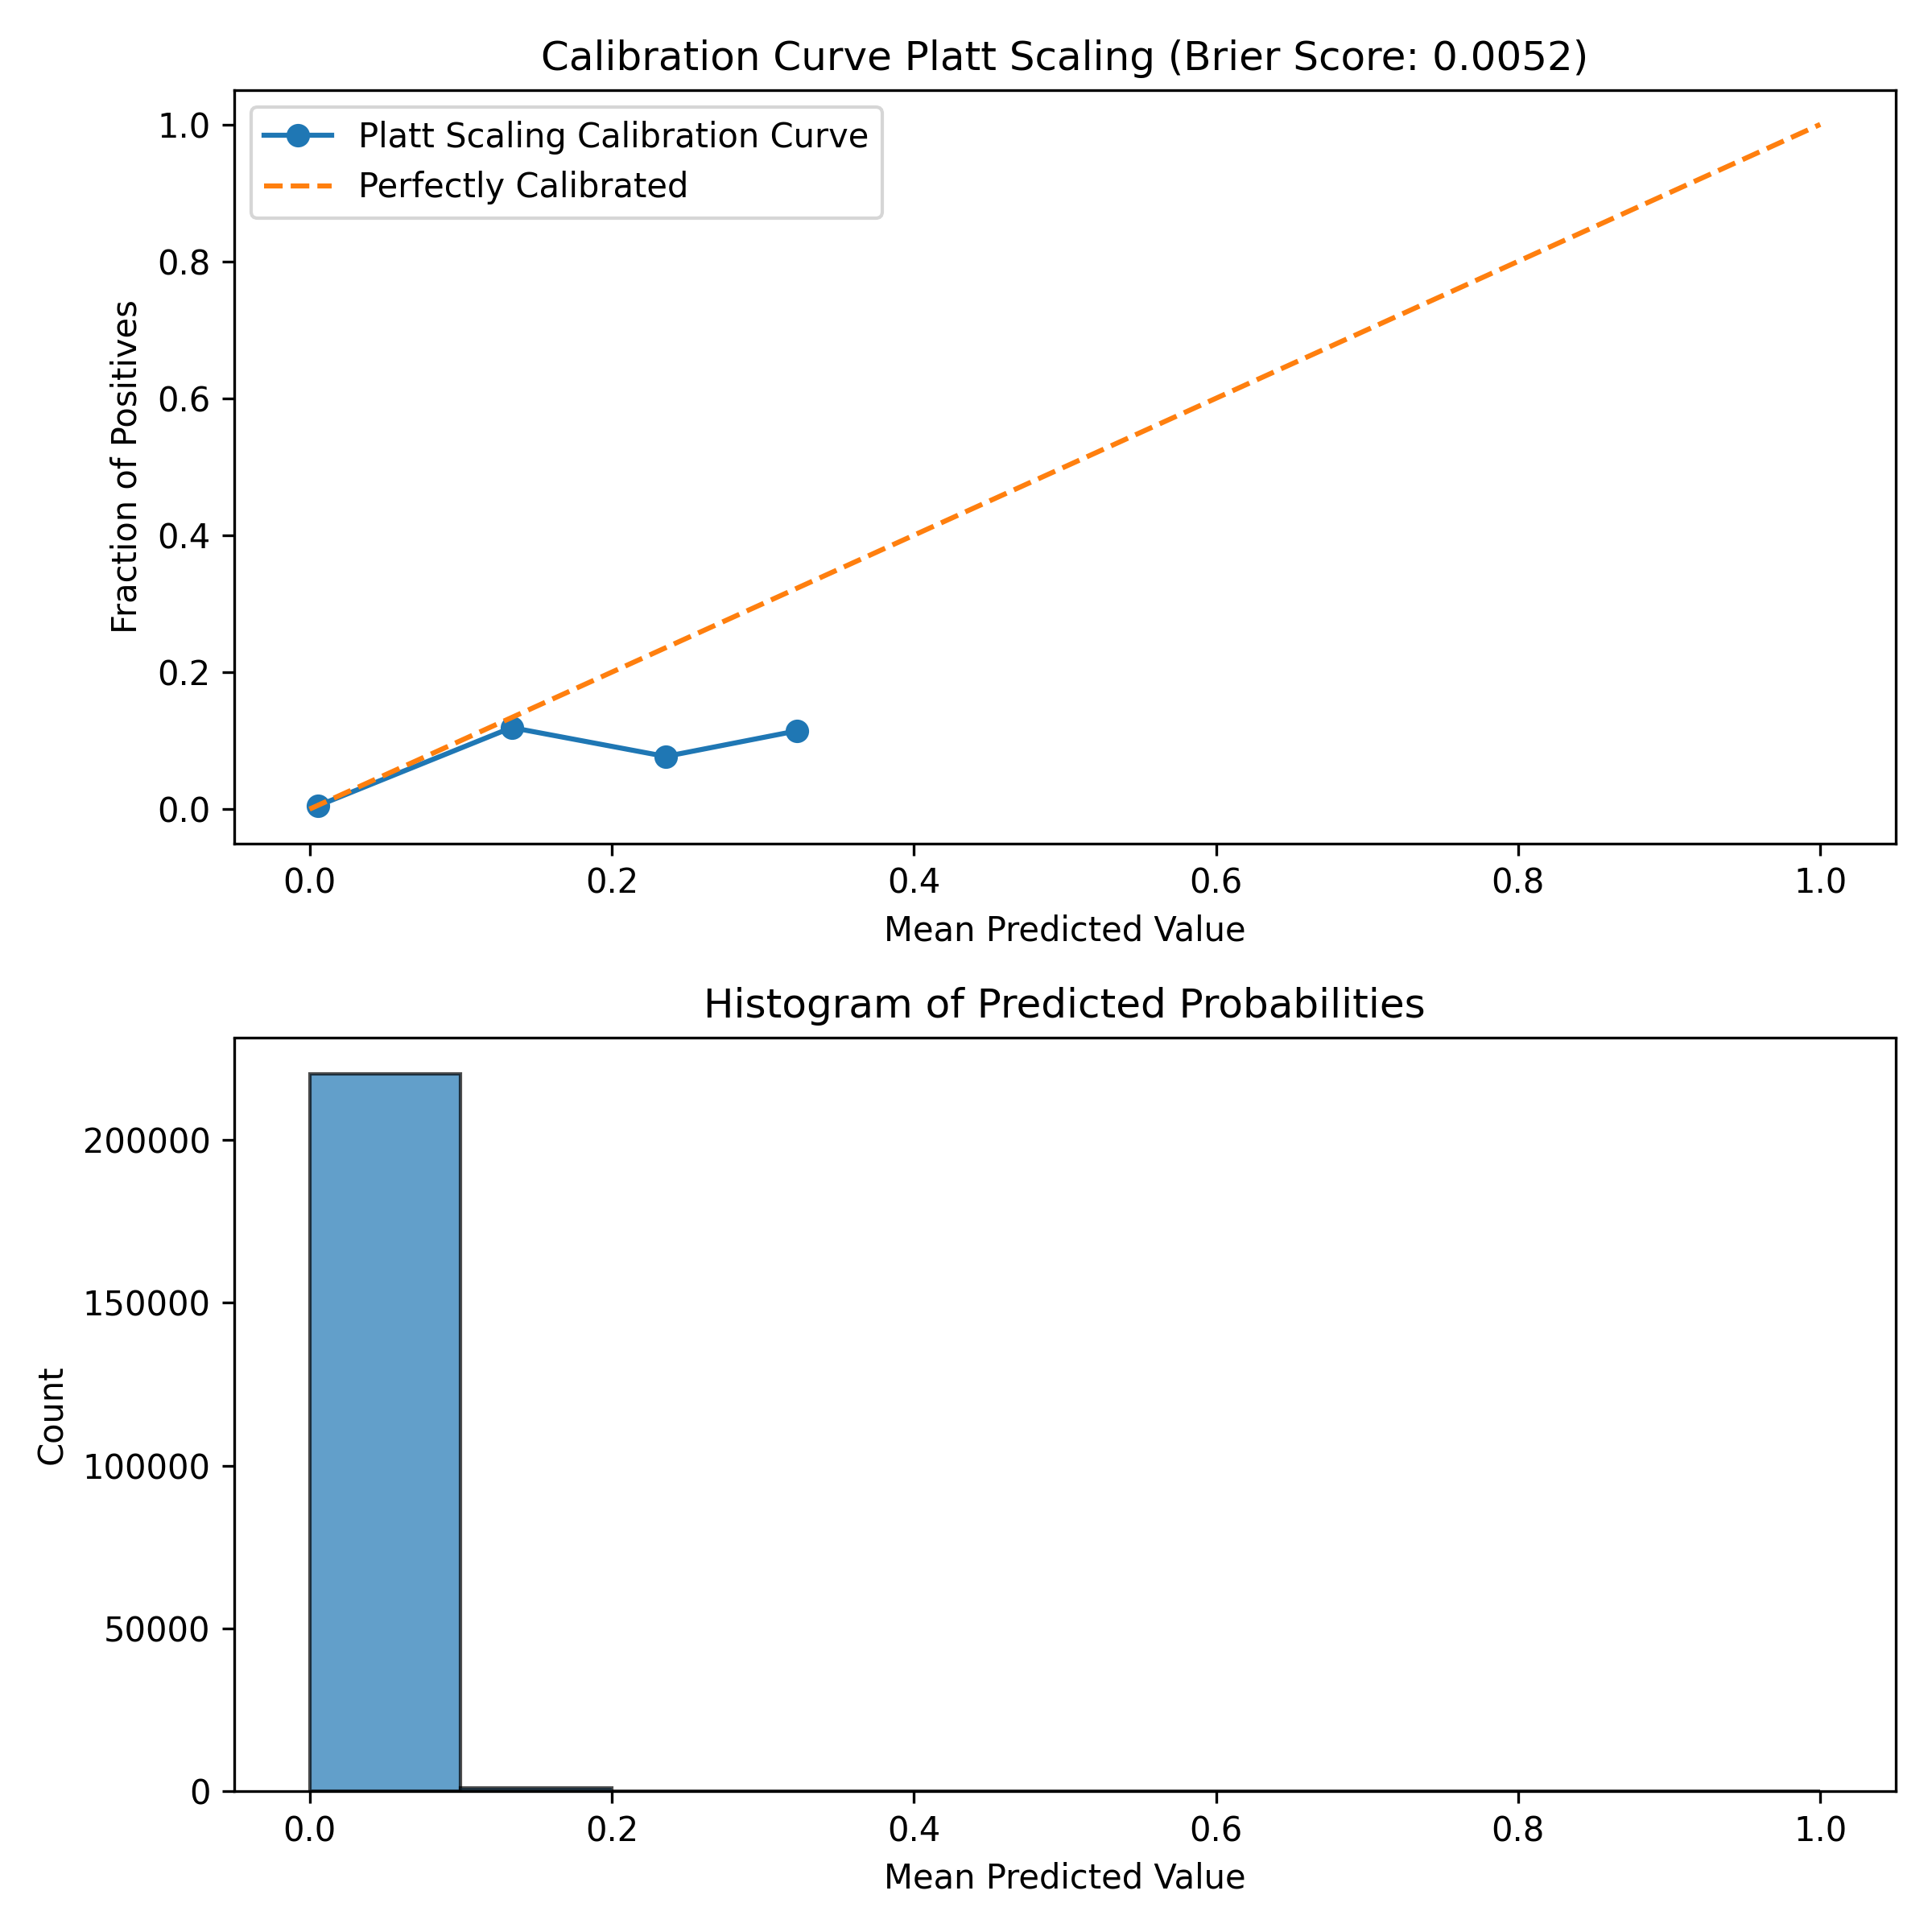 Calibration Curve Platt Scaling (Brier Score: 0.0052)
Platt Scaling Calibration Curve
Perfectly Calibrated
Fraction of Positives
1.0
0.8
0.6
0.4
0.2
0.0
0.0 0.2 0.4 0.6 0.8 1.0
Mean Predicted Value
Histogram of Predicted Probabilities
Count
200000
150000
100000
50000
0
0.0 0.2 0.4 0.6 0.8 1.0
Mean Predicted Value